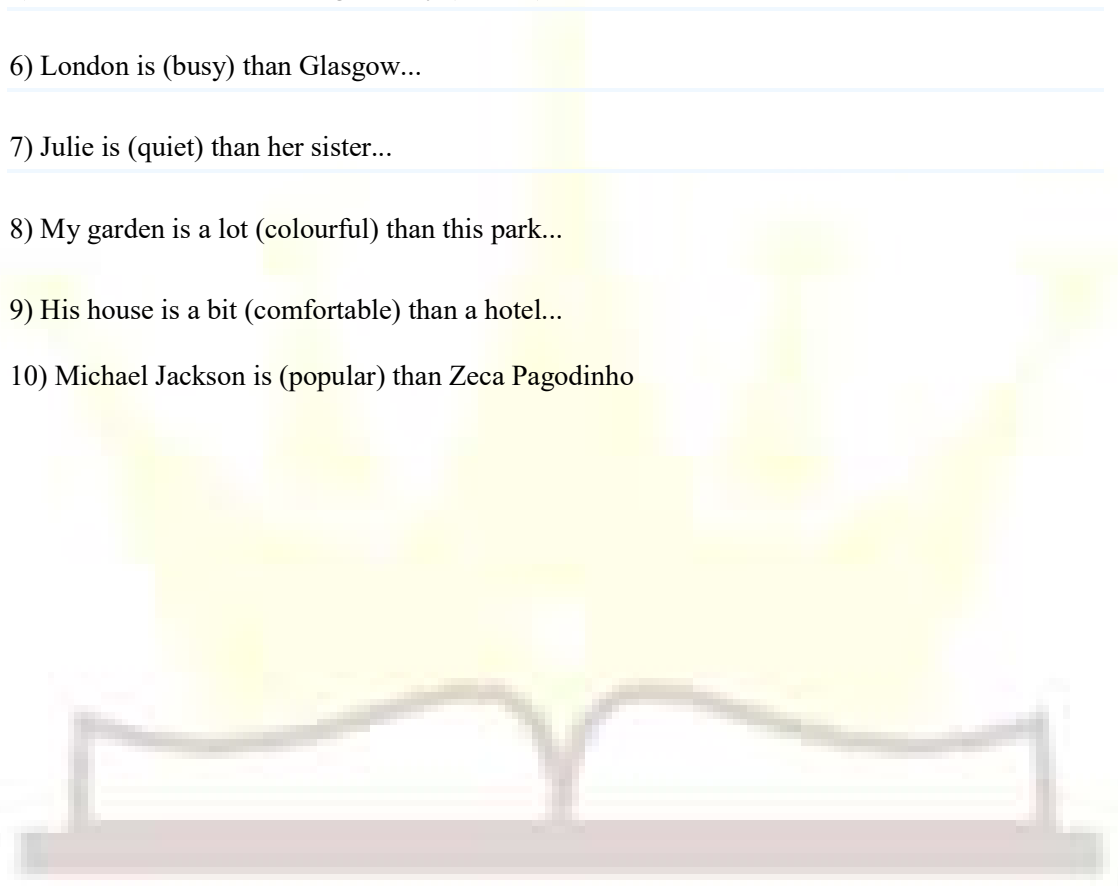 6) London is (busy) than Glasgow...
7) Julie is (quiet) than her sister...
8) My garden is a lot (colourful) than this park...
9) His house is a bit (comfortable) than a hotel...
10) Michael Jackson is (popular) than Zeca Pagodinho